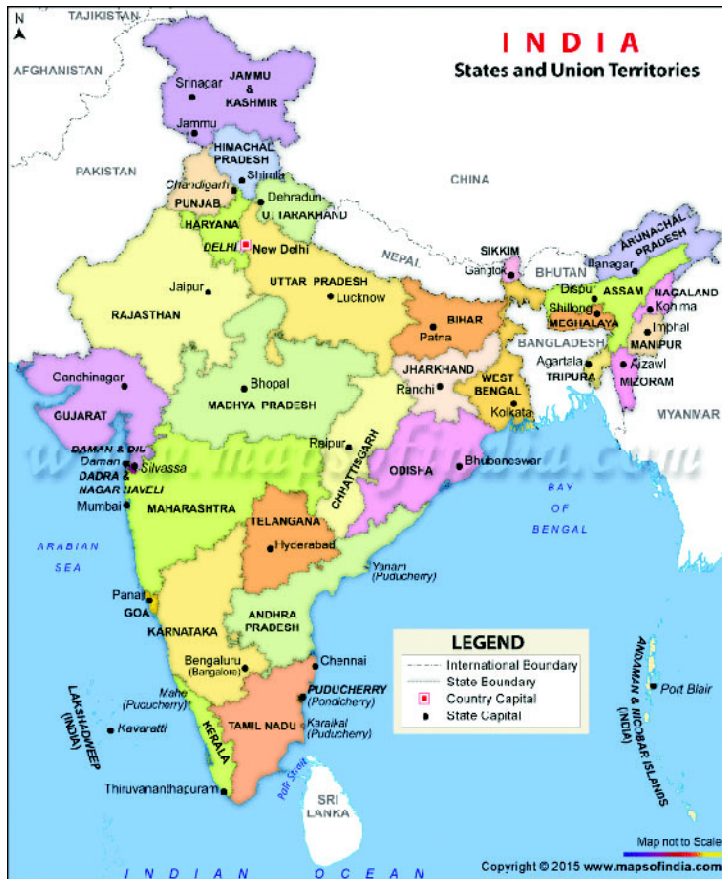 TAJIKISTAN
N
INDIA
States and Union Territories
AFGHANISTAN
JAMMU
&
KASHMIR
Srinagar
Jammu
HIMACHAL
PRADESH
Shimla
PAKISTAN
Chandigarh
PUNJAB
CHINA
Dehradun
UTTARAKHAND
HARYANA
DELHI
New Delhi
ARUNACHAL
PRADESH
Itanagar
SIKKIM
Gangtok
NEPAL
BHUTAN
UTTAR PRADESH
Jaipur
Lucknow
RAJASTHAN
Dispu
ASSAM
NAGALAND
Kohima
Shillong
MEGHALAYA
BIHAR
Patna
Imphal
MANIPUR
BANGLADESH
JHARKHAND
Ranchi
WEST
BENGAL
Kolkata
Agartala
TRIPURA
Aizawl
MIZORAM
Gandhinagar
GUJARAT
Bhopal
MADHYA PRADESH
MYANMAR
Raipur
CHHATTISGARH
www.mapsofindia.com
DAMAN & DIU
Daman
Silvassa
DADRA &
NAGAR HAVELI
ODISHA
Bhubaneswar
Mumbai
MAHARASHTRA
BAY
OF
BENGAL
TELANGANA
Hyderabad
ARABIAN
SEA
Yanam
(Puducherry)
Panaji
GOA
KARNATAKA
ANDHRA
PRADESH
LEGEND
International Boundary
State Boundary
Country Capital
State Capital
Bengaluru
(Bangalore)
Chennai
Mahe
(Puducherry)
PUDUCHERRY
(Pondicherry)
TAMIL NADU
Karaikal
(Puducherry)
KERALA
LAKSHADWEEP
(INDIA)
Kavaratti
ANDAMAN & NICOBAR ISLANDS
(INDIA)
Port Blair
Thiruvananthapuram
Palk Strait
SRI
LANKA
Map not to Scale
INDIAN OCEAN
Copyright © 2015 www.mapsofindia.com